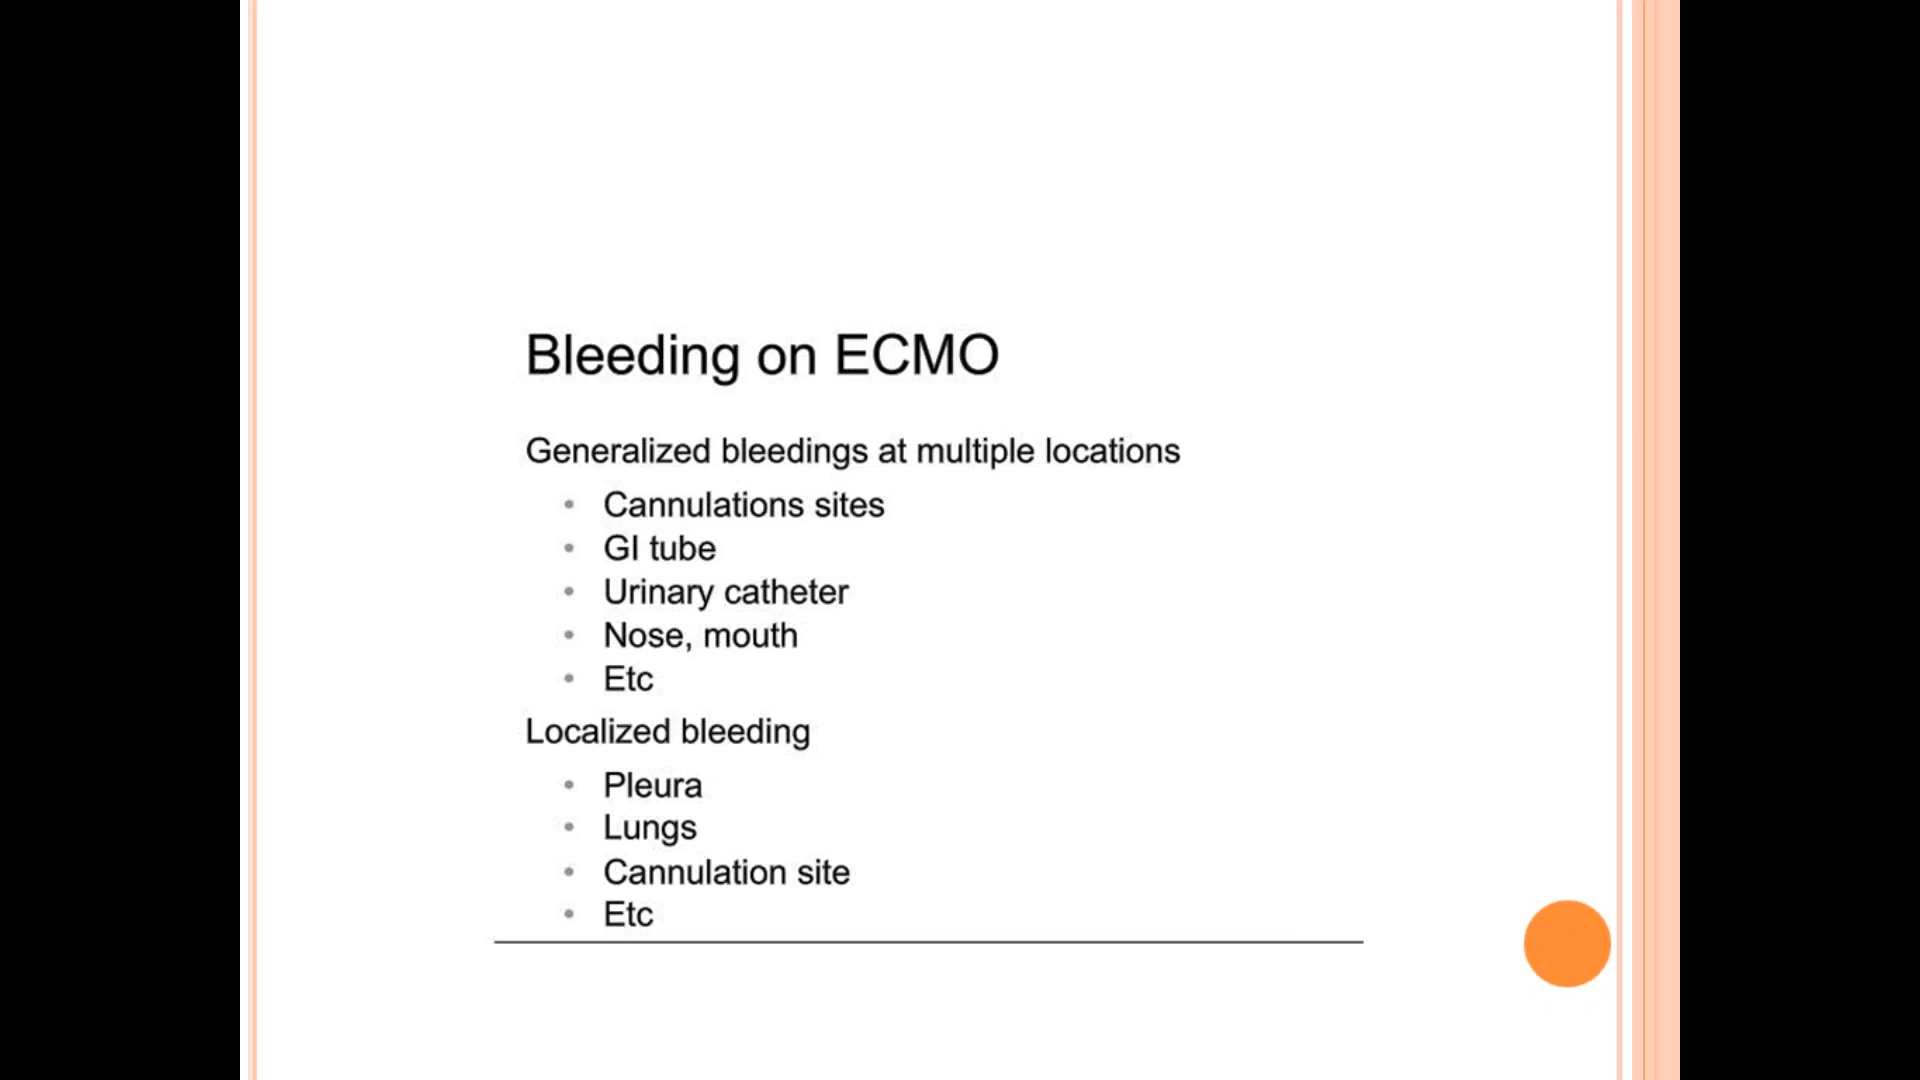 Bleeding on ECMO
Generalized bleedings at multiple locations
• Cannulations sites
• GI tube
• Urinary catheter
• Nose, mouth
• Etc
Localized bleeding
• Pleura
• Lungs
• Cannulation site
• Etc